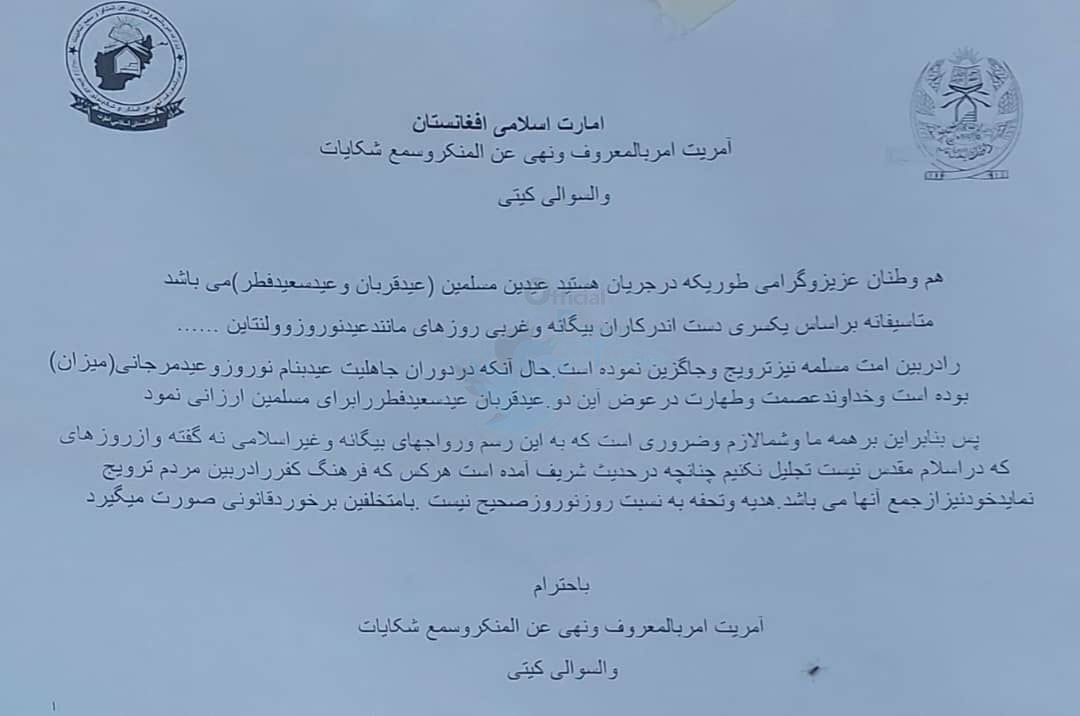 امارت اسلامی افغانستان
آمریت امربالمعروف ونهی عن المنکروسمع شکایات
والسوالی کیتی
هم وطنان عزیزوگرامی طوریکه درجریان هستید عیدین مسلمین (عیدقربان وعیدسعیدفطر)می باشد
متاسیفانه براساس یکسری دست اندرکاران بیگانه وغربی روزهای مانندعیدنوروزوولنتاین ......
رادربین امت مسلمه نیزترویج وجاگزین نموده است.حال آنکه دردوران جاهلیت عیدبنام نوروزوعیدمرجانی(میزان)
بوده است وخداوندعصمت وطهارت درعوض این دو.عیدقربان عیدسعیدفطررابرای مسلمین ارزانی نمود
پس بنابراین برهمه ما وشمالازم وضروری است که به این رسم ورواجهای بیگانه وغیراسلامی نه گفته وازروزهای
که دراسلام مقدس نیست تجلیل نکنیم چنانچه درحدیث شریف آمده است هرکس که فرهنگ کفررادربین مردم ترویج
نمایدخودنیزازجمع آنها می باشد.هدیه وتحفه به نسبت روزنوروزصحیح نیست .بامتخلفین برخوردقانونی صورت میگیرد
باحترام
آمریت امربالمعروف ونهی عن المنکروسمع شکایات
والسوالی کیتی
١
Official